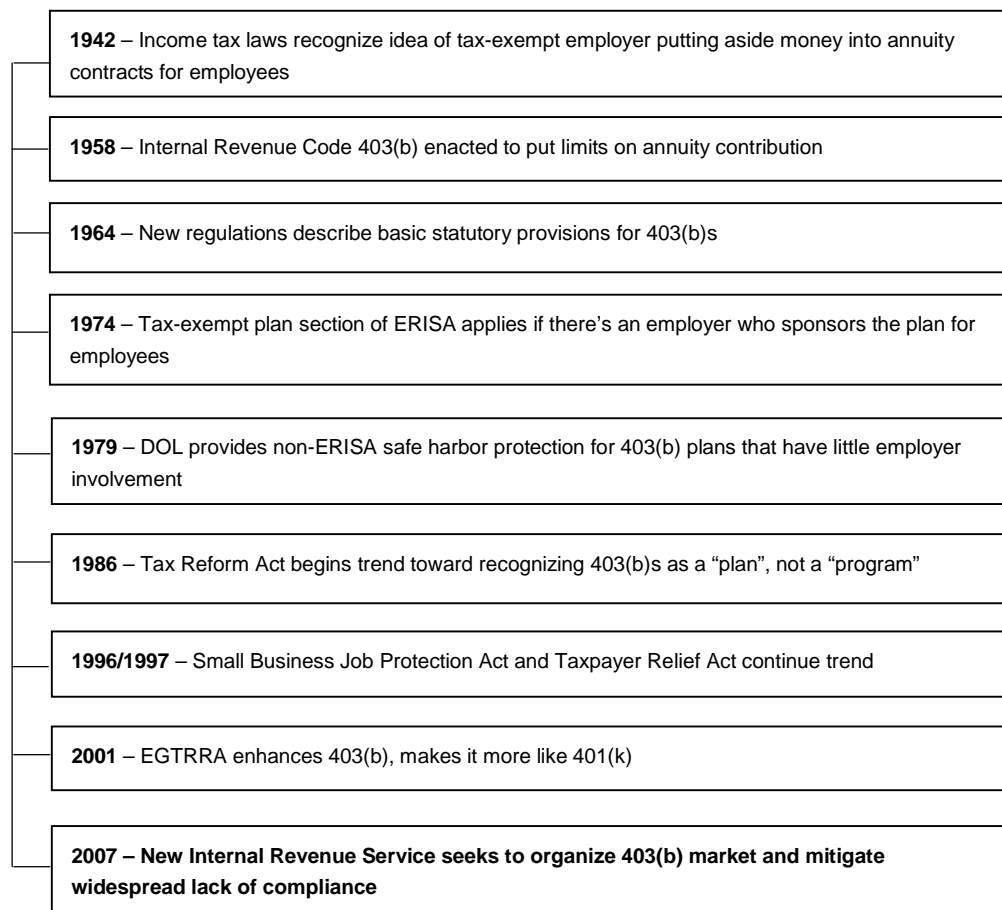 1942 – Income tax laws recognize idea of tax-exempt employer putting aside money into annuity
contracts for employees
1958 – Internal Revenue Code 403(b) enacted to put limits on annuity contribution
1964 – New regulations describe basic statutory provisions for 403(b)s
1974 – Tax-exempt plan section of ERISA applies if there’s an employer who sponsors the plan for
employees
1979 – DOL provides non-ERISA safe harbor protection for 403(b) plans that have little employer
involvement
1986 – Tax Reform Act begins trend toward recognizing 403(b)s as a “plan”, not a “program”
1996/1997 – Small Business Job Protection Act and Taxpayer Relief Act continue trend
2001 – EGTRRA enhances 403(b), makes it more like 401(k)
2007 – New Internal Revenue Service seeks to organize 403(b) market and mitigate
widespread lack of compliance